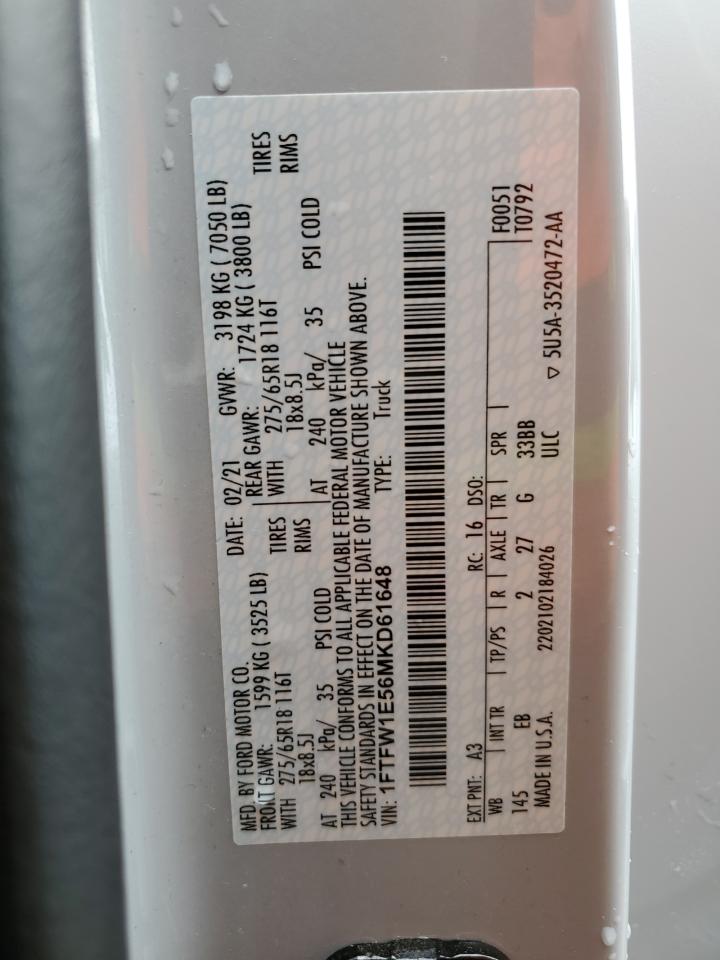 MFD. BY FORD MOTOR CO.
DATE: 02/21 GVWR: 3198 KG ( 7050 LB)
FRONT GAWR: 1599 KG ( 3525 LB) REAR GAWR: 1724 KG ( 3800 LB)
WITH 275/65R18 116T TIRES WITH 275/65R18 116T TIRES
18x8.5J RIMS 18x8.5J RIMS
AT 240 kPa/ 35 PSI COLD AT 240 kPa/ 35 PSI COLD
THIS VEHICLE CONFORMS TO ALL APPLICABLE FEDERAL MOTOR VEHICLE
SAFETY STANDARDS IN EFFECT ON THE DATE OF MANUFACTURE SHOWN ABOVE.
VIN: 1FTFW1E56MKD61648 TYPE: Truck
EXT PNT: A3 RC: 16 DSO: F0051
WB INT TR TP/PS R AXLE TR SPR T0792
145 EB 2 27 G 33BB
MADE IN U.S.A. 2202102184026 ULC ▽ 5U5A-3520472-AA